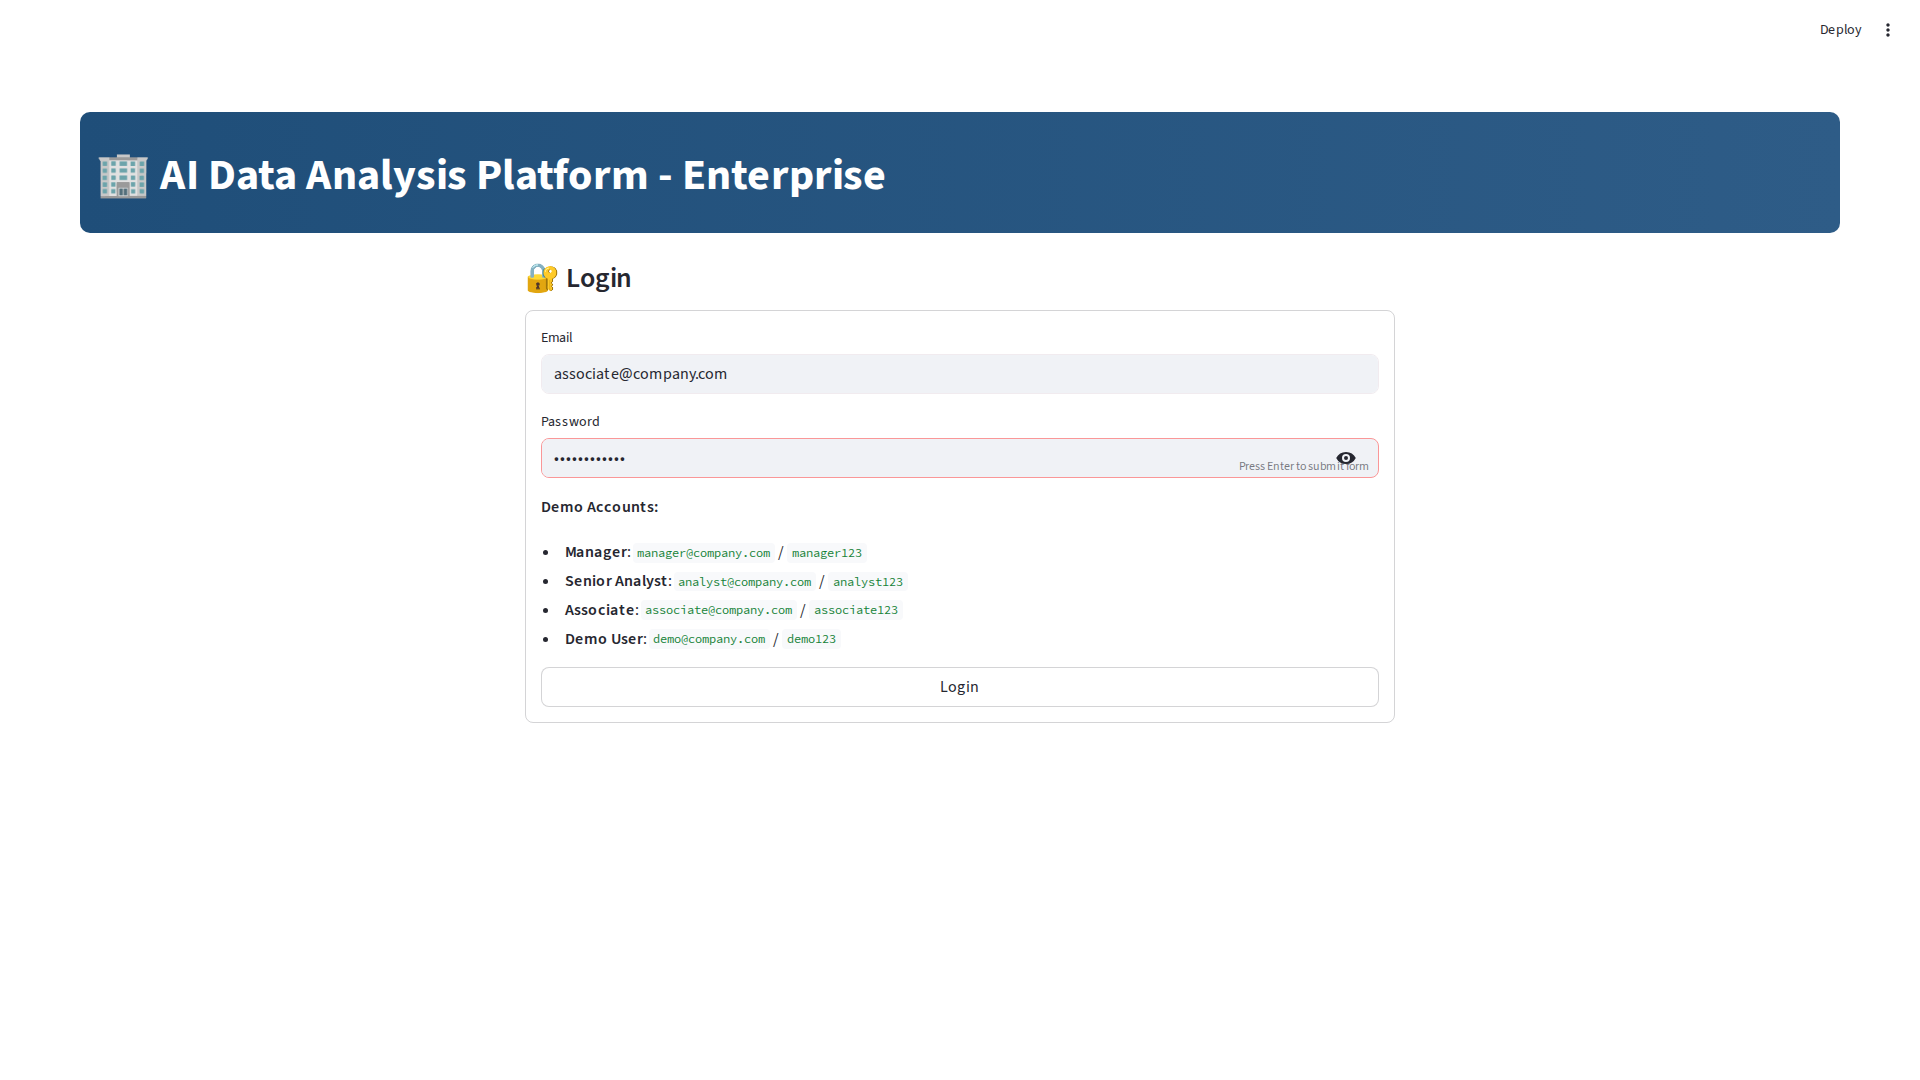 Deploy
AI Data Analysis Platform - Enterprise
Login
Email
associate@company.com
Password
••••••••••••
Press Enter to submit form
Demo Accounts:
• Manager: manager@company.com / manager123
• Senior Analyst: analyst@company.com / analyst123
• Associate: associate@company.com / associate123
• Demo User: demo@company.com / demo123
Login